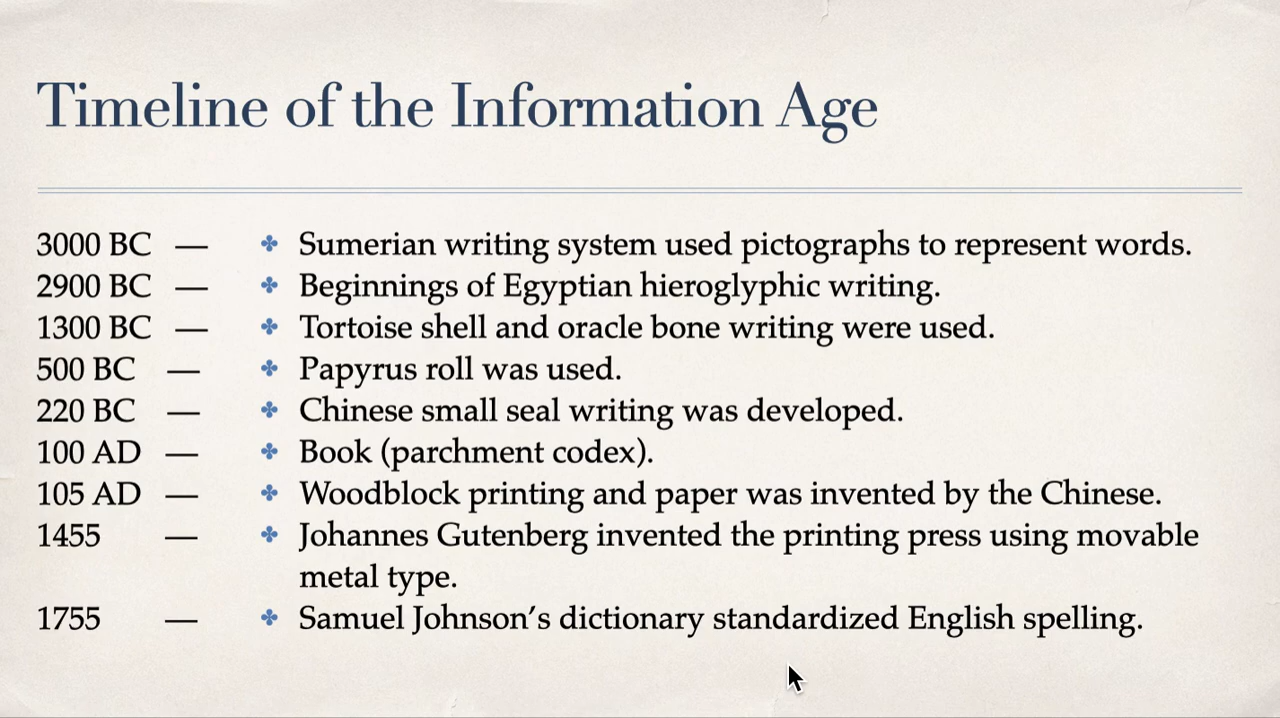 Timeline of the Information Age
3000 BC — ✤ Sumerian writing system used pictographs to represent words.
2900 BC — ✤ Beginnings of Egyptian hieroglyphic writing.
1300 BC — ✤ Tortoise shell and oracle bone writing were used.
500 BC — ✤ Papyrus roll was used.
220 BC — ✤ Chinese small seal writing was developed.
100 AD — ✤ Book (parchment codex).
105 AD — ✤ Woodblock printing and paper was invented by the Chinese.
1455 — ✤ Johannes Gutenberg invented the printing press using movable
metal type.
1755 — ✤ Samuel Johnson’s dictionary standardized English spelling.